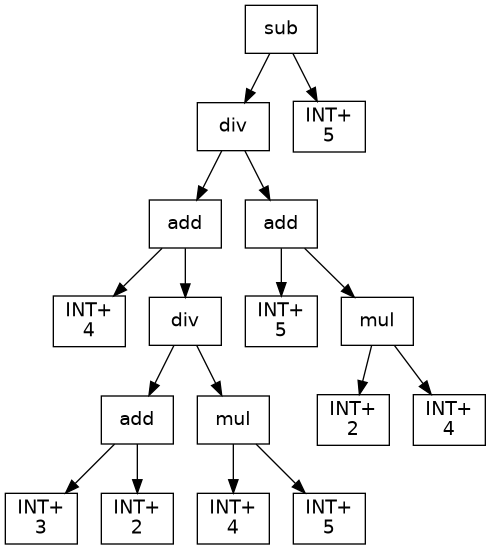 sub
div
INT+
5
add
add
INT+
4
div
INT+
5
mul
add
mul
INT+
2
INT+
4
INT+
3
INT+
2
INT+
4
INT+
5